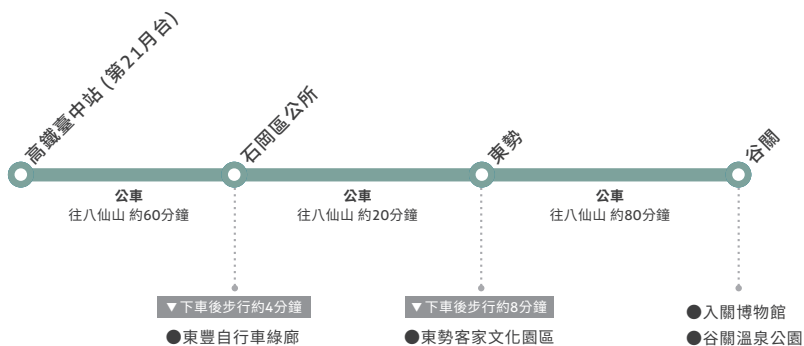 高鐵臺中站 (第21月台)
石岡區公所
東勢
谷關
公車
往八仙山 約60分鐘
公車
往八仙山 約20分鐘
公車
往八仙山 約80分鐘
▼下車後步行約4分鐘
●東豐自行車綠廊
▼下車後步行約8分鐘
●東勢客家文化園區
●入關博物館
●谷關溫泉公園